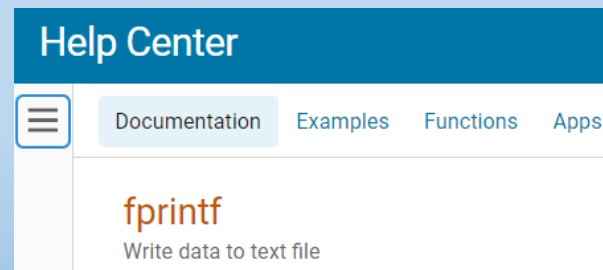 Help Center
Documentation Examples Functions Apps
fprintf
Write data to text file